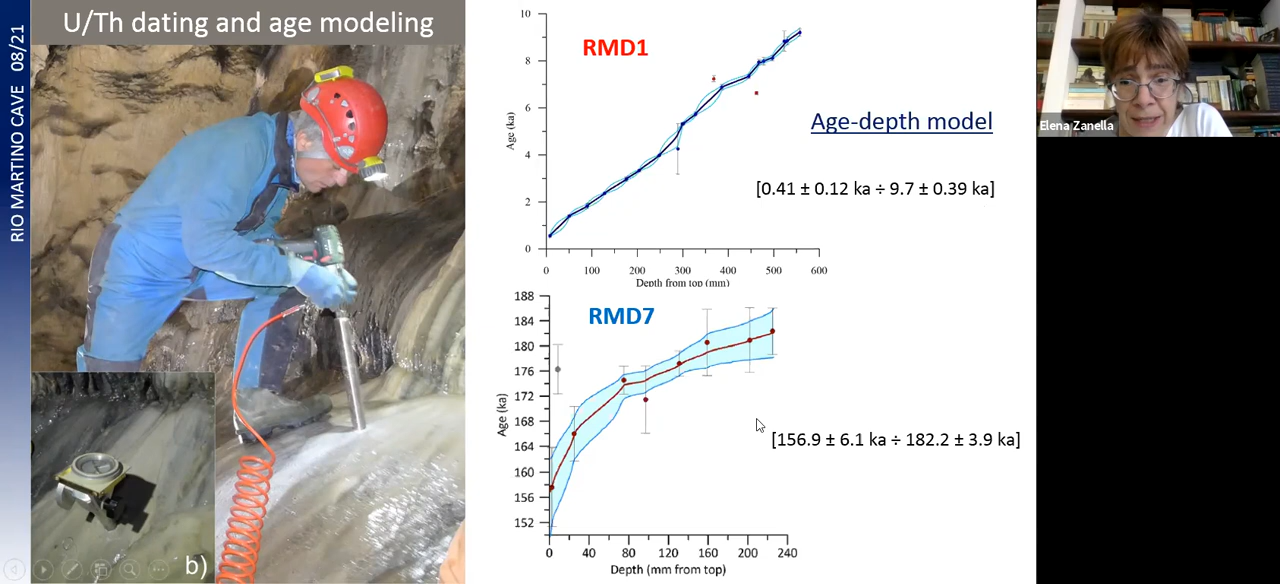 RIO MARTINO CAVE 08/21
U/Th dating and age modeling
b)
RMD1
Age (ka)
10
8
6
4
2
0
0 100 200 300 400 500 600
Depth from top (mm)
Age-depth model
[0.41 ± 0.12 ka ÷ 9.7 ± 0.39 ka]
RMD7
Age (ka)
188
184
180
176
172
168
164
160
156
152
0 40 80 120 160 200 240
Depth (mm from top)
[156.9 ± 6.1 ka ÷ 182.2 ± 3.9 ka]
Elena Zanella